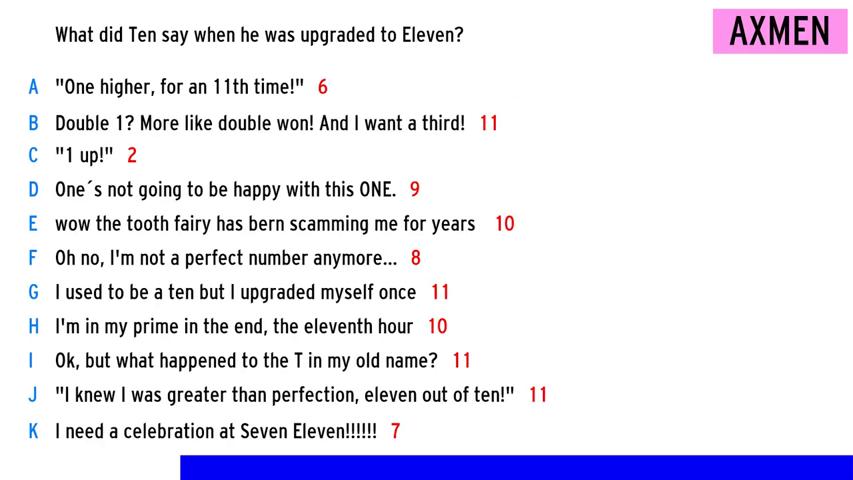 What did Ten say when he was upgraded to Eleven?
AXMEN
A "One higher, for an 11th time!" 6
B Double 1? More like double won! And I want a third! 11
C "1 up!" 2
D One´s not going to be happy with this ONE. 9
E wow the tooth fairy has bern scamming me for years 10
F Oh no, I'm not a perfect number anymore... 8
G I used to be a ten but I upgraded myself once 11
H I'm in my prime in the end, the eleventh hour 10
I Ok, but what happened to the T in my old name? 11
J "I knew I was greater than perfection, eleven out of ten!" 11
K I need a celebration at Seven Eleven!!!!!! 7